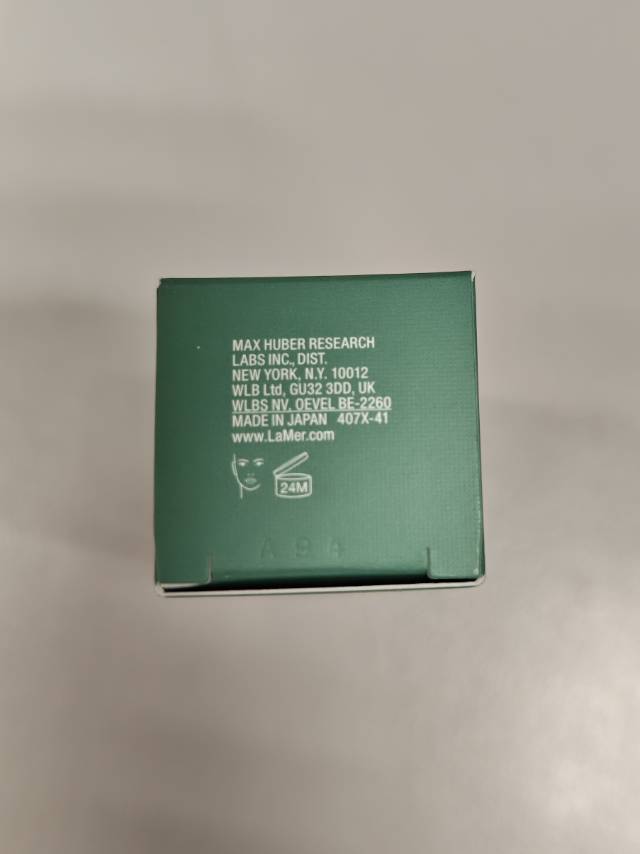 MAX HUBER RESEARCH
LABS INC., DIST.
NEW YORK, N.Y. 10012
WLB Ltd, GU32 3DD, UK
WLBS NV. OEVEL BE-2260
MADE IN JAPAN 407X-41
www.LaMer.com
24M
A94